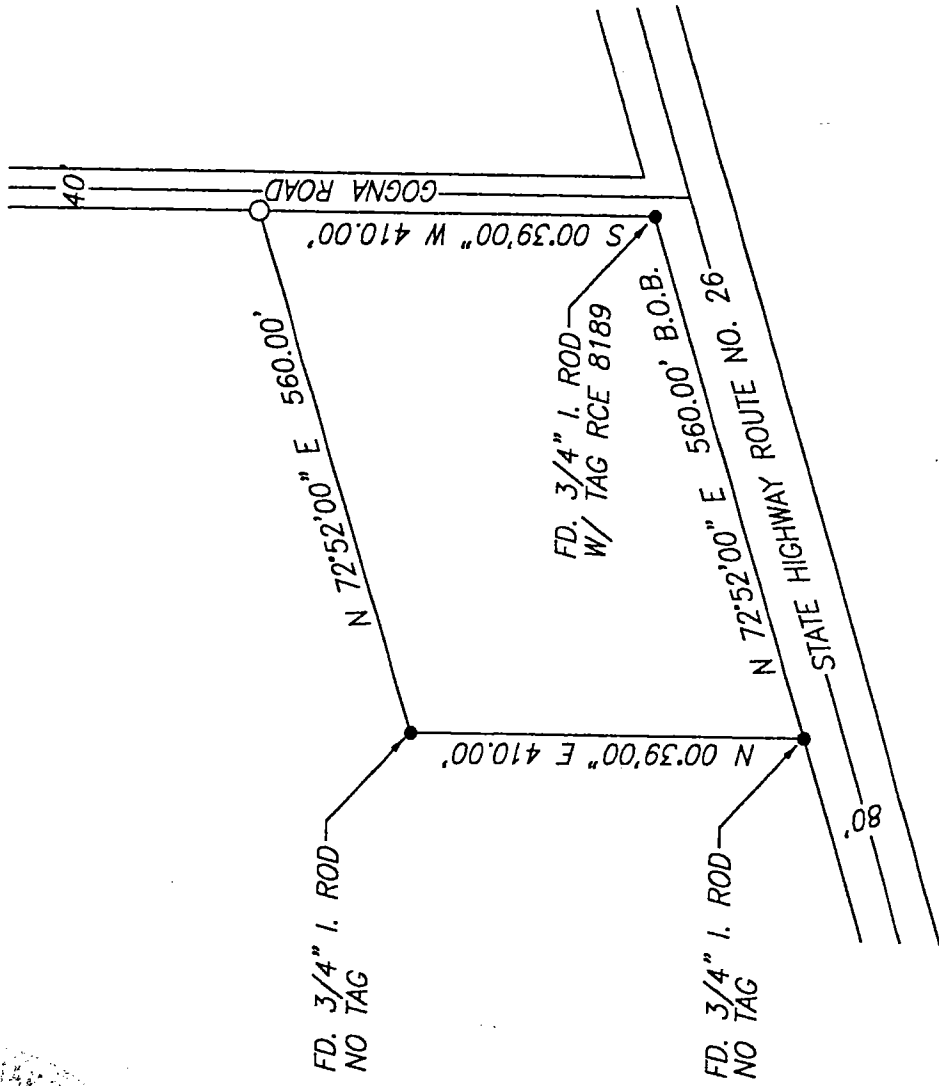 40'
GOGNA ROAD
N 72°52'00" E 560.00'
S 00°39'00" W 410.00'
FD. 3/4" I. ROD
W/ TAG RCE 8189
N 72°52'00" E 560.00' B.O.B.
STATE HIGHWAY ROUTE NO. 26
80'
N 00°39'00" E 410.00'
FD. 3/4" I. ROD
NO TAG
FD. 3/4" I. ROD
NO TAG